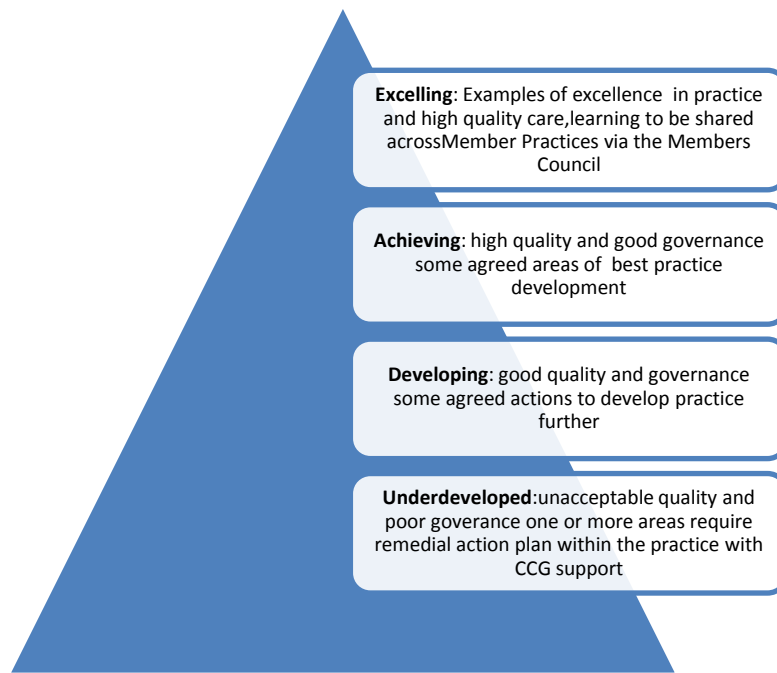 Excelling: Examples of excellence in practice
and high quality care,learning to be shared
acrossMember Practices via the Members
Council
Achieving: high quality and good governance
some agreed areas of best practice
development
Developing: good quality and governance
some agreed actions to develop practice
further
Underdeveloped:unacceptable quality and
poor goverance one or more areas require
remedial action plan within the practice with
CCG support